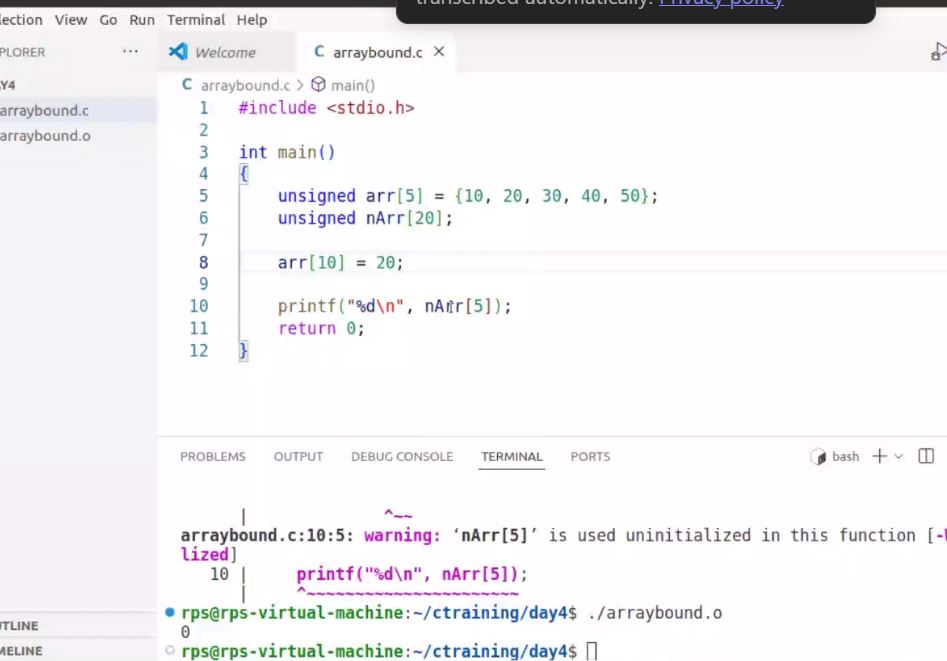 transcribed automatically. Privacy policy
lection View Go Run Terminal Help
PLORER ··· Welcome C arraybound.c ×
Y4 C arraybound.c > main()
arraybound.c
arraybound.o
1 #include <stdio.h>
2
3 int main()
4 {
5 unsigned arr[5] = {10, 20, 30, 40, 50};
6 unsigned nArr[20];
7
8 arr[10] = 20;
9
10 printf("%d\n", nArr[5]);
11 return 0;
12 }
PROBLEMS OUTPUT DEBUG CONSOLE TERMINAL PORTS bash
| ^~~
arraybound.c:10:5: warning: ‘nArr[5]’ is used uninitialized in this function [-W
lized]
10 | printf("%d\n", nArr[5]);
| ^~~~~~~~~~~~~~~~~~~~~~~
rps@rps-virtual-machine:~/ctraining/day4$ ./arraybound.o
0
rps@rps-virtual-machine:~/ctraining/day4$
UTLINE
MELINE